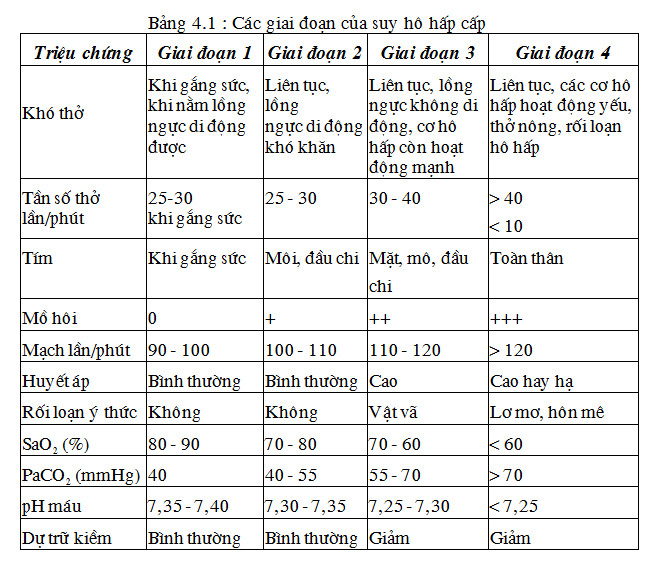 Bảng 4.1 : Các giai đoạn của suy hô hấp cấp
Triệu chứng Giai đoạn 1 Giai đoạn 2 Giai đoạn 3 Giai đoạn 4
Khó thở
Khi gắng sức,
khi nằm lồng
ngực di động
được
Liên tục,
lồng
ngực di động
khó khăn
Liên tục, lồng
ngực không di
động, cơ hô
hấp còn hoạt
động mạnh
Liên tục, các cơ hô
hấp hoạt động yếu,
thở nông, rối loạn
hô hấp
Tần số thở
lần/phút
25-30
khi gắng sức
25 - 30
30 - 40
> 40
< 10
Tím
Khi gắng sức
Môi, đầu chi
Mặt, mô, đầu
chi
Toàn thân
Mồ hôi 0 + ++ +++
Mạch lần/phút 90 - 100 100 - 110 110 - 120 > 120
Huyết áp Bình thường Bình thường Cao Cao hay hạ
Rối loạn ý thức Không Không Vật vã Lơ mơ, hôn mê
SaO₂ (%) 80 - 90 70 - 80 70 - 60 < 60
PaCO₂ (mmHg) 40 40 - 55 55 - 70 > 70
pH máu 7,35 - 7,40 7,30 - 7,35 7,25 - 7,30 < 7,25
Dự trữ kiềm Bình thường Bình thường Giảm Giảm